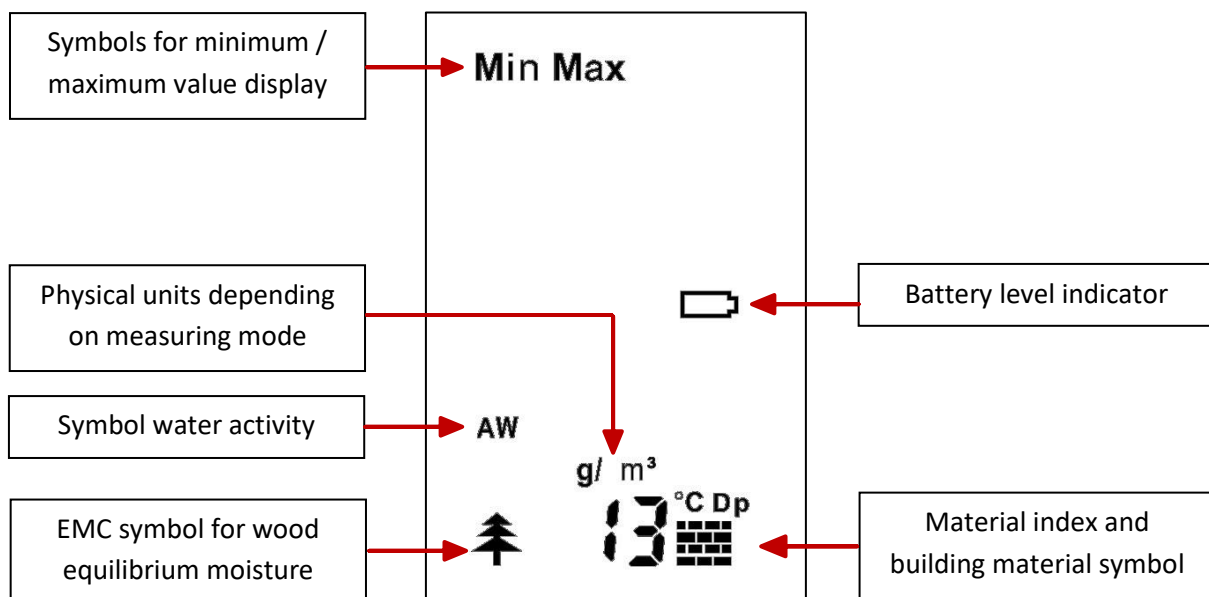 Symbols for minimum /
maximum value display
Min Max
Physical units depending
on measuring mode
Battery level indicator
Symbol water activity
AW
g/ m³
°C Dp
13
EMC symbol for wood
equilibrium moisture
Material index and
building material symbol